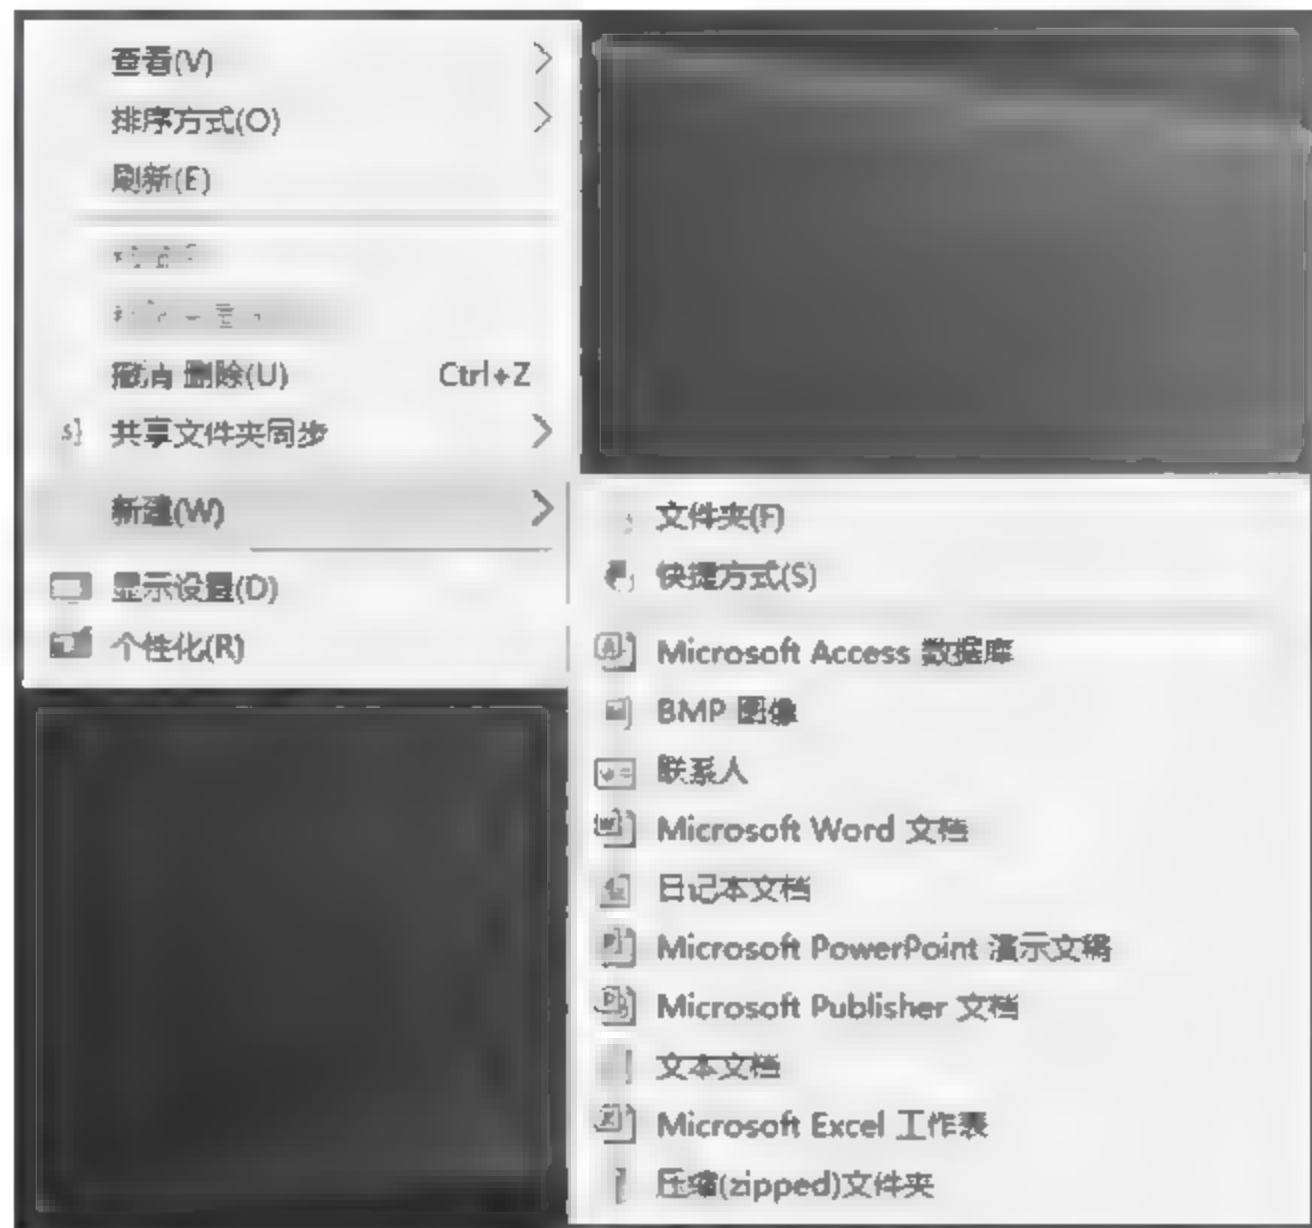 查看(V)
排序方式(O)
刷新(E)
撤消 删除(U) Ctrl+Z
共享文件夹同步
新建(W)
显示设置(D)
个性化(R)
文件夹(F)
快捷方式(S)
Microsoft Access 数据库
BMP 图像
联系人
Microsoft Word 文档
日记本文档
Microsoft PowerPoint 演示文稿
Microsoft Publisher 文档
文本文档
Microsoft Excel 工作表
压缩(zipped)文件夹